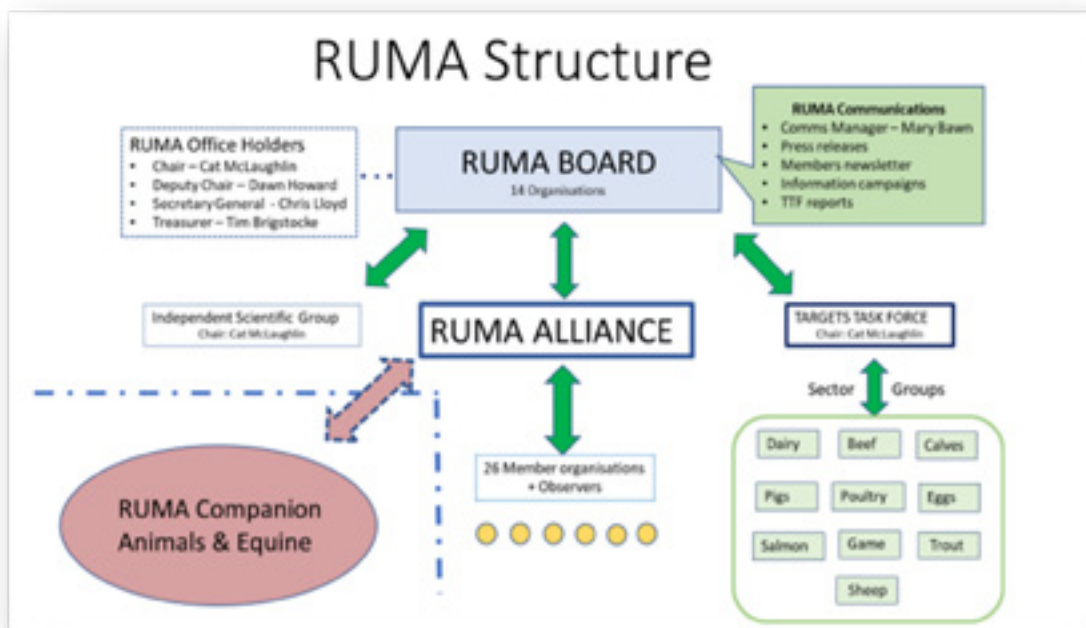 RUMA Structure
RUMA Office Holders
• Chair – Cat McLaughlin
• Deputy Chair – Dawn Howard
• Secretary General - Chris Lloyd
• Treasurer – Tim Brigstocke
RUMA BOARD
14 Organisations
RUMA Communications
• Comms Manager – Mary Bawn
• Press releases
• Members newsletter
• Information campaigns
• TTF reports
Independent Scientific Group
Chair: Cat McLaughlin
RUMA ALLIANCE
TARGETS TASK FORCE
Chair: Cat McLaughlin
Sector Groups
RUMA Companion
Animals & Equine
26 Member organisations
+ Observers
Dairy Beef Calves
Pigs Poultry Eggs
Salmon Game Trout
Sheep